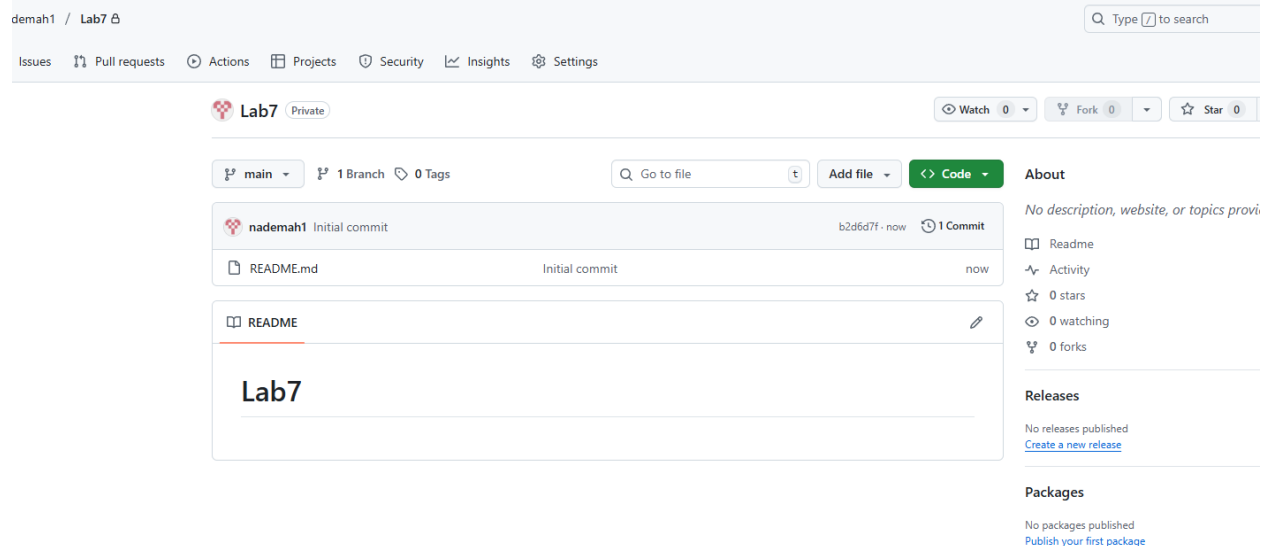 demah1 / Lab7
Type / to search
Issues Pull requests Actions Projects Security Insights Settings
Lab7 Private
Watch 0 Fork 0 Star 0
main 1 Branch 0 Tags
Go to file t Add file <> Code
nademah1 Initial commit b2d6d7f · now 1 Commit
README.md Initial commit now
README
Lab7
About
No description, website, or topics provi
Readme
Activity
0 stars
0 watching
0 forks
Releases
No releases published
Create a new release
Packages
No packages published
Publish your first package